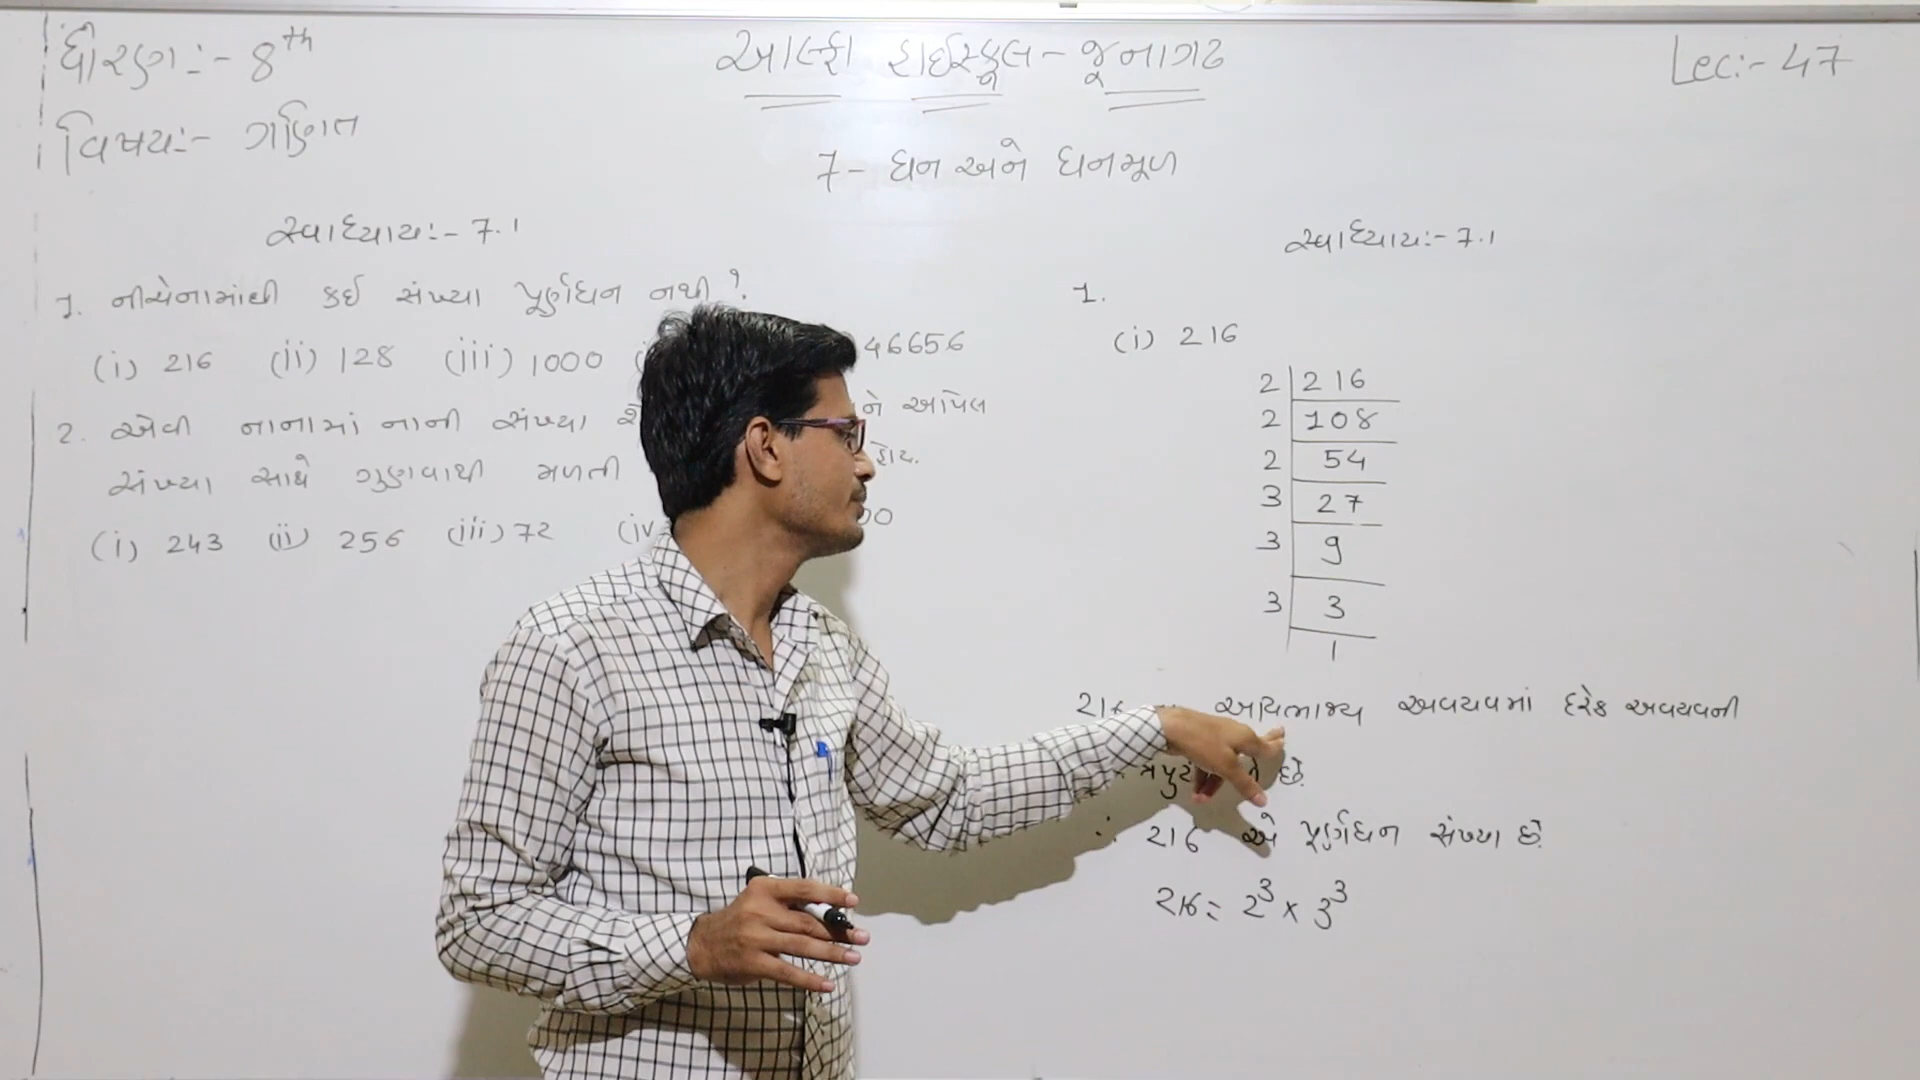 ધોરણ:- 8th
વિષય:- ગણિત
આલ્ફા હાઈસ્કૂલ - જૂનાગઢ
Lec:- 47
7- ઘન અને ઘનમૂળ
સ્વાધ્યાય:- 7.1
1. નીચેનામાંથી કઈ સંખ્યા પૂર્ણઘન નથી?
(i) 216 (ii) 128 (iii) 1000 46656
2. એવી નાનામાં નાની સંખ્યા ને આપેલ
સંખ્યા સાથે ગુણવાથી મળતી હોય.
(i) 243 (ii) 256 (iii) 72 (iv
સ્વાધ્યાય:- 7.1
1.
(i) 216
2 | 216
2 | 108
2 | 54
3 | 27
3 | 9
3 | 3
1
અવિભાજ્ય અવયવમાં દરેક અવયવની
છે.
∴ 216 એ પૂર્ણઘન સંખ્યા છે
216 = 2³ × 3³